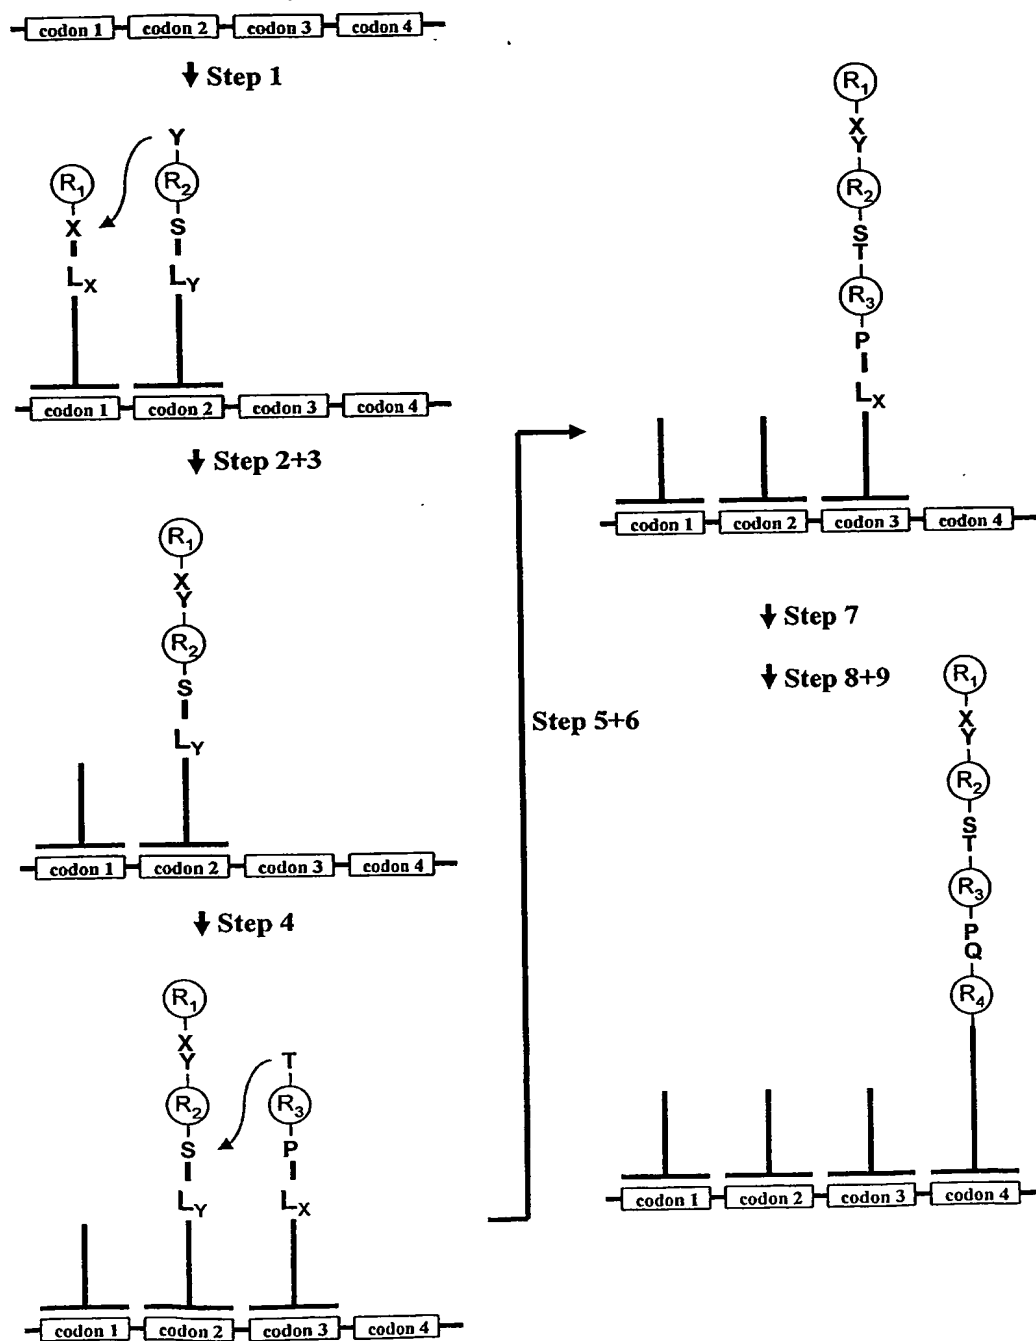 codon 1 codon 2 codon 3 codon 4
Step 1
Y
R1 R2
X S
LX LY
codon 1 codon 2 codon 3 codon 4
Step 2+3
R1
X
Y
R2
S
LY
codon 1 codon 2 codon 3 codon 4
Step 4
R1
X
Y T
R2 R3
S P
LY LX
codon 1 codon 2 codon 3 codon 4
Step 5+6
R1
X
Y
R2
S
T
R3
P
LX
codon 1 codon 2 codon 3 codon 4
Step 7
Step 8+9
R1
X
Y
R2
S
T
R3
P
Q
R4
codon 1 codon 2 codon 3 codon 4